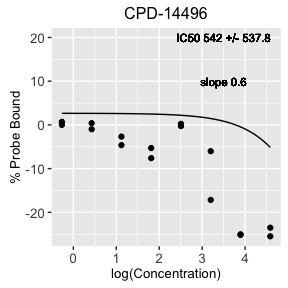 CPD-14496
IC50 542 +/- 537.8
slope 0.6
% Probe Bound
20
10
0
-10
-20
0 1 2 3 4
log(Concentration)